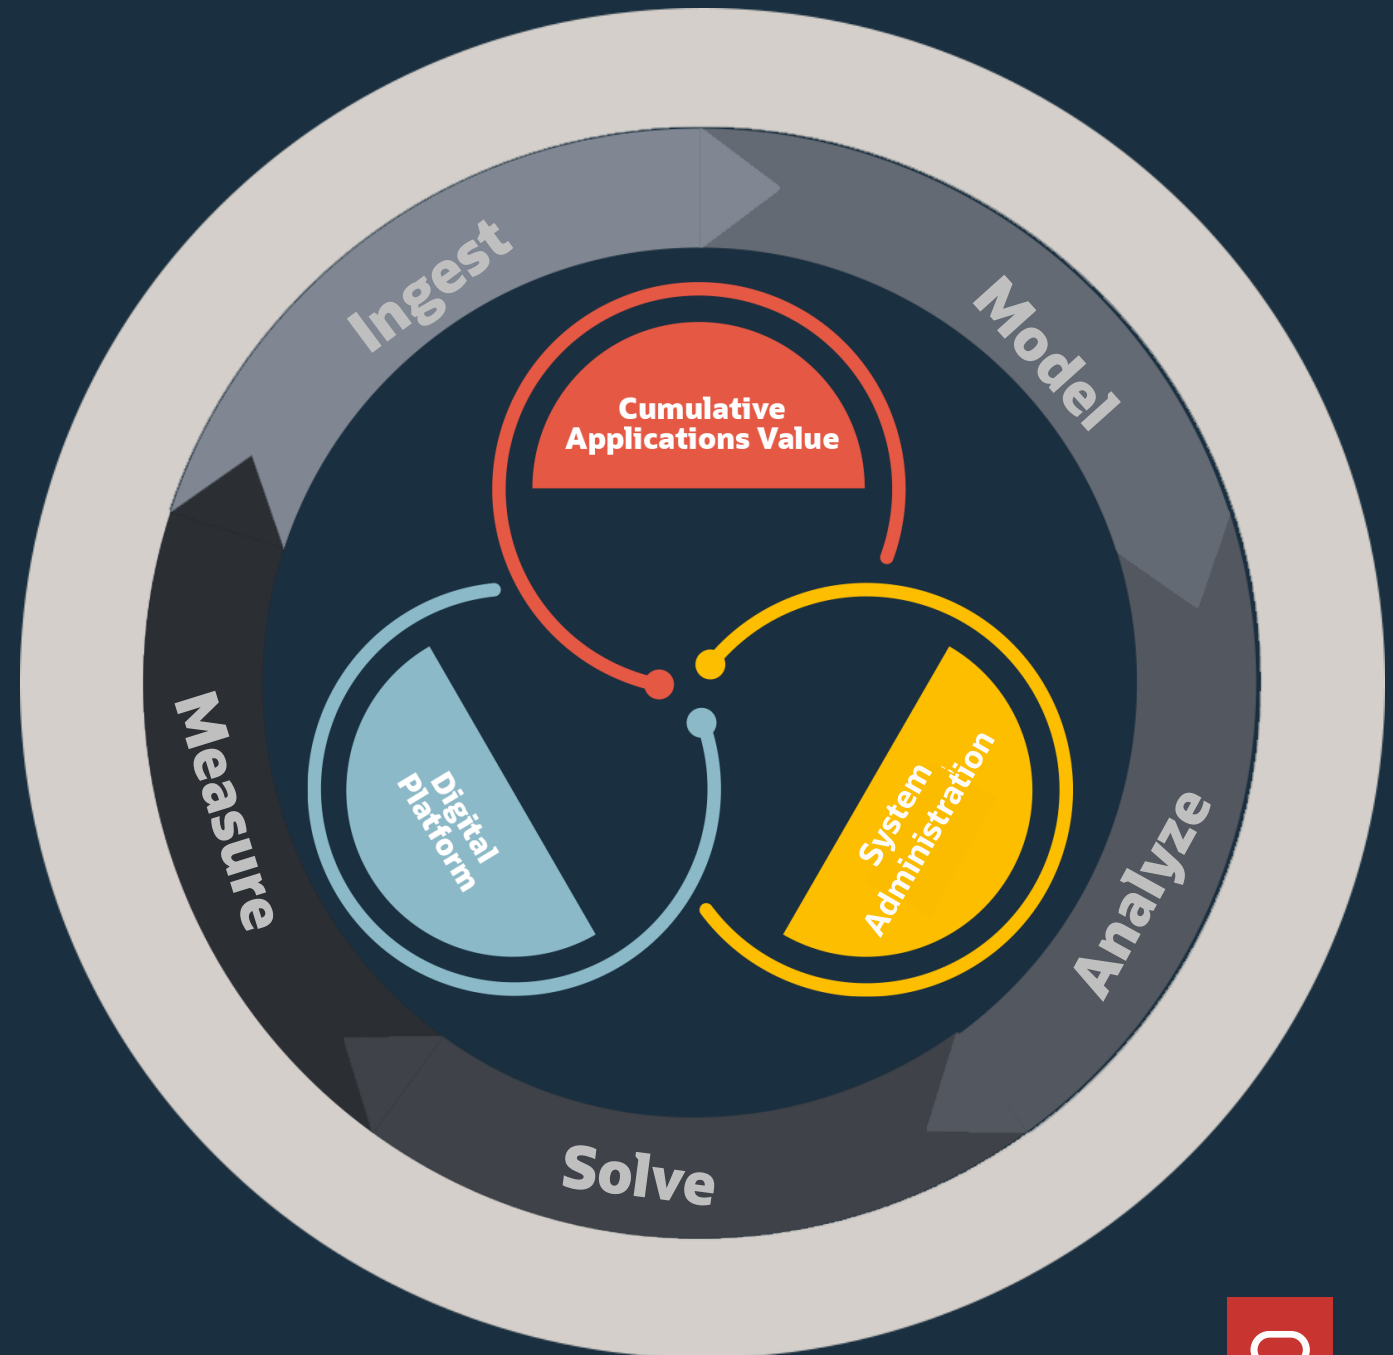 Ingest
Model
Analyze
Solve
Measure
Cumulative
Applications Value
System
Administration
Digital
Platform